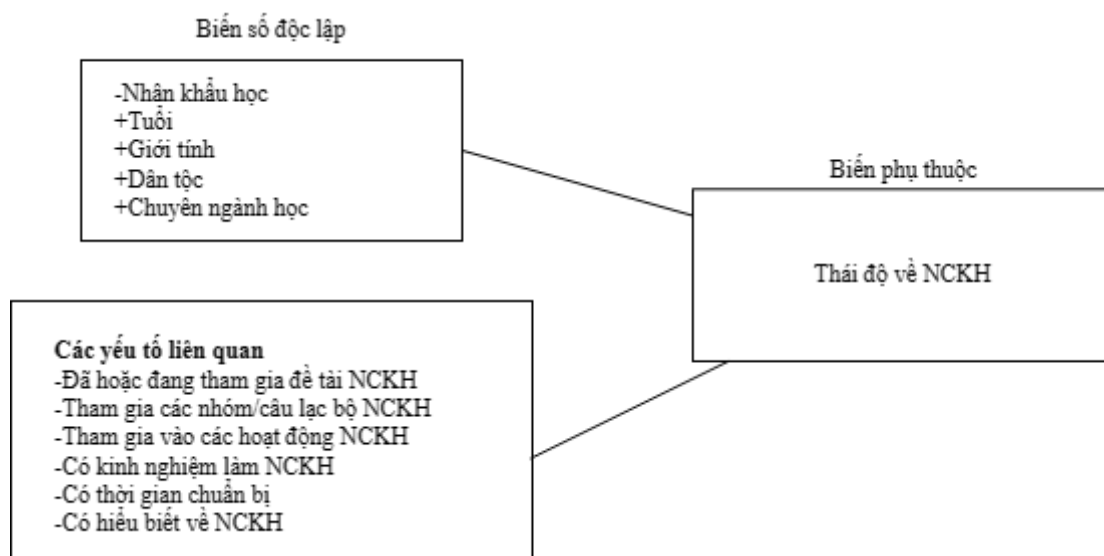 Biến số độc lập
-Nhân khẩu học
+Tuổi
+Giới tính
+Dân tộc
+Chuyên ngành học
Biến phụ thuộc
Thái độ về NCKH
Các yếu tố liên quan
-Đã hoặc đang tham gia đề tài NCKH
-Tham gia các nhóm/câu lạc bộ NCKH
-Tham gia vào các hoạt động NCKH
-Có kinh nghiệm làm NCKH
-Có thời gian chuẩn bị
-Có hiểu biết về NCKH